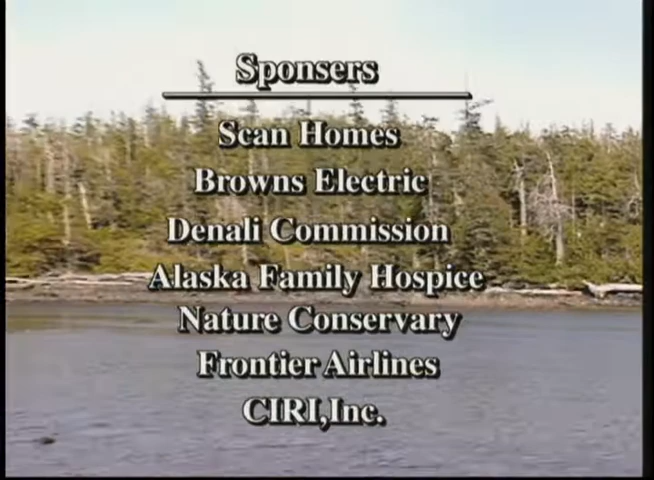 Sponsers
Scan Homes
Browns Electric
Denali Commission
Alaska Family Hospice
Nature Conservary
Frontier Airlines
CIRI,Inc.